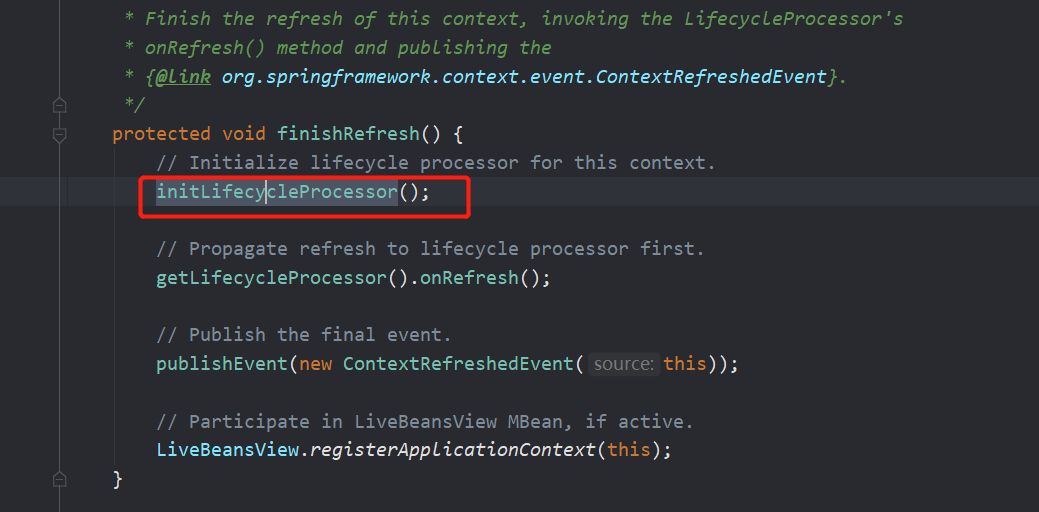 * Finish the refresh of this context, invoking the LifecycleProcessor's
* onRefresh() method and publishing the
* {@link org.springframework.context.event.ContextRefreshedEvent}.
*/
protected void finishRefresh() {
// Initialize lifecycle processor for this context.
initLifecycleProcessor();
// Propagate refresh to lifecycle processor first.
getLifecycleProcessor().onRefresh();
// Publish the final event.
publishEvent(new ContextRefreshedEvent( source: this));
// Participate in LiveBeansView MBean, if active.
LiveBeansView.registerApplicationContext(this);
}